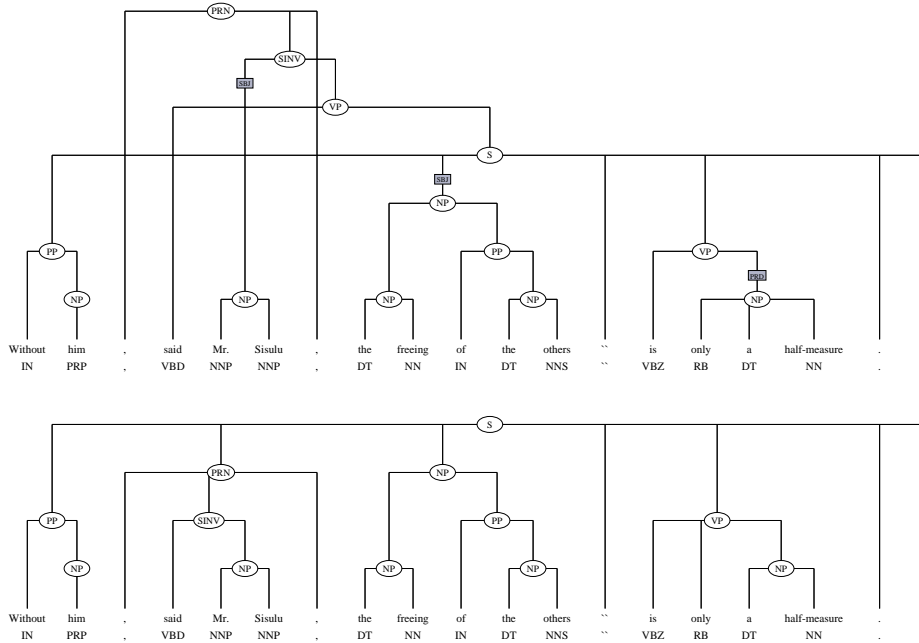 PRN
SINV
SBJ
VP
S
SBJ
NP
PP PP VP
PRD
NP NP NP NP NP
Without him , said Mr. Sisulu , the freeing of the others `` is only a half-measure .
IN PRP , VBD NNP NNP , DT NN IN DT NNS `` VBZ RB DT NN .
S
PRN NP
PP SINV PP VP
NP NP NP NP NP
Without him , said Mr. Sisulu , the freeing of the others `` is only a half-measure .
IN PRP , VBD NNP NNP , DT NN IN DT NNS `` VBZ RB DT NN .